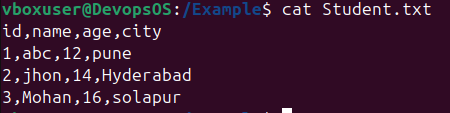 vboxuser@DevopsOS:/Example$ cat Student.txt
id,name,age,city
1,abc,12,pune
2,jhon,14,Hyderabad
3,Mohan,16,solapur